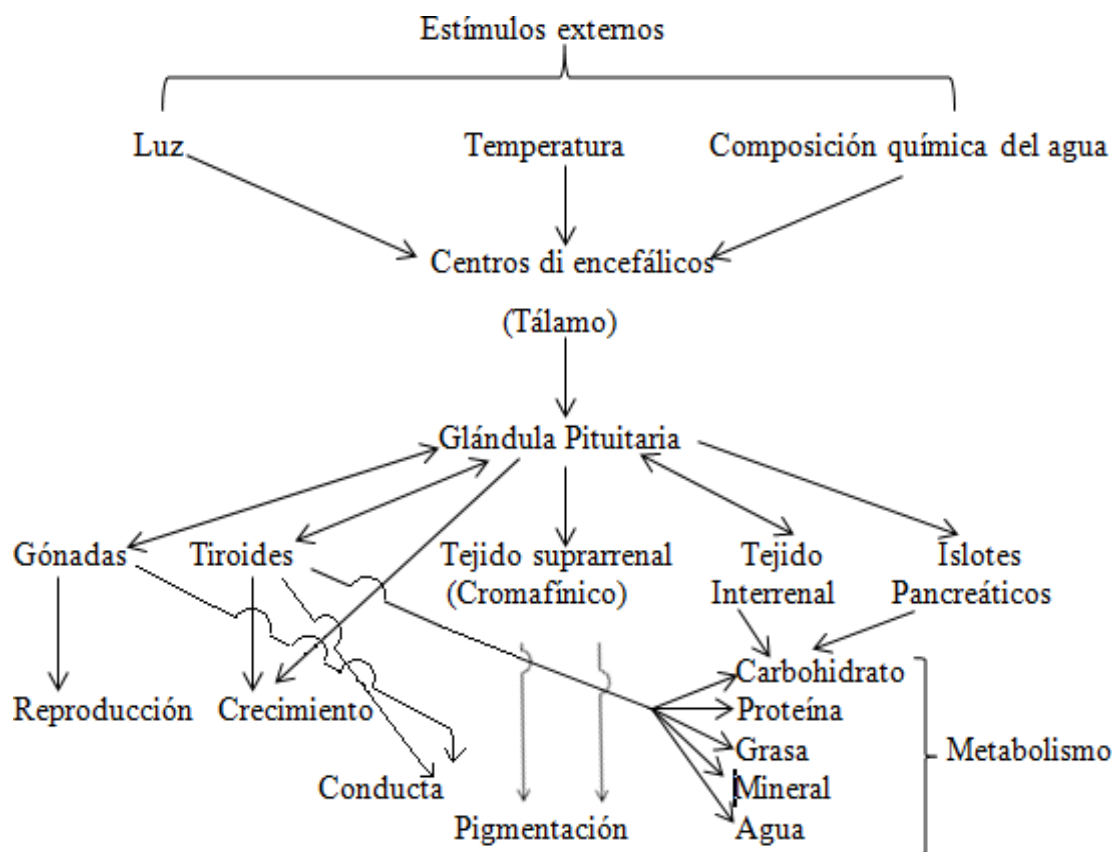 Estímulos externos
Luz Temperatura Composición química del agua
Centros di encefálicos
(Tálamo)
Glándula Pituitaria
Gónadas Tiroides Tejido suprarrenal Tejido Islotes
(Cromafínico) Interrenal Pancreáticos
Carbohidrato
Reproducción Crecimiento Proteína
Grasa Metabolismo
Conducta Mineral
Pigmentación Agua